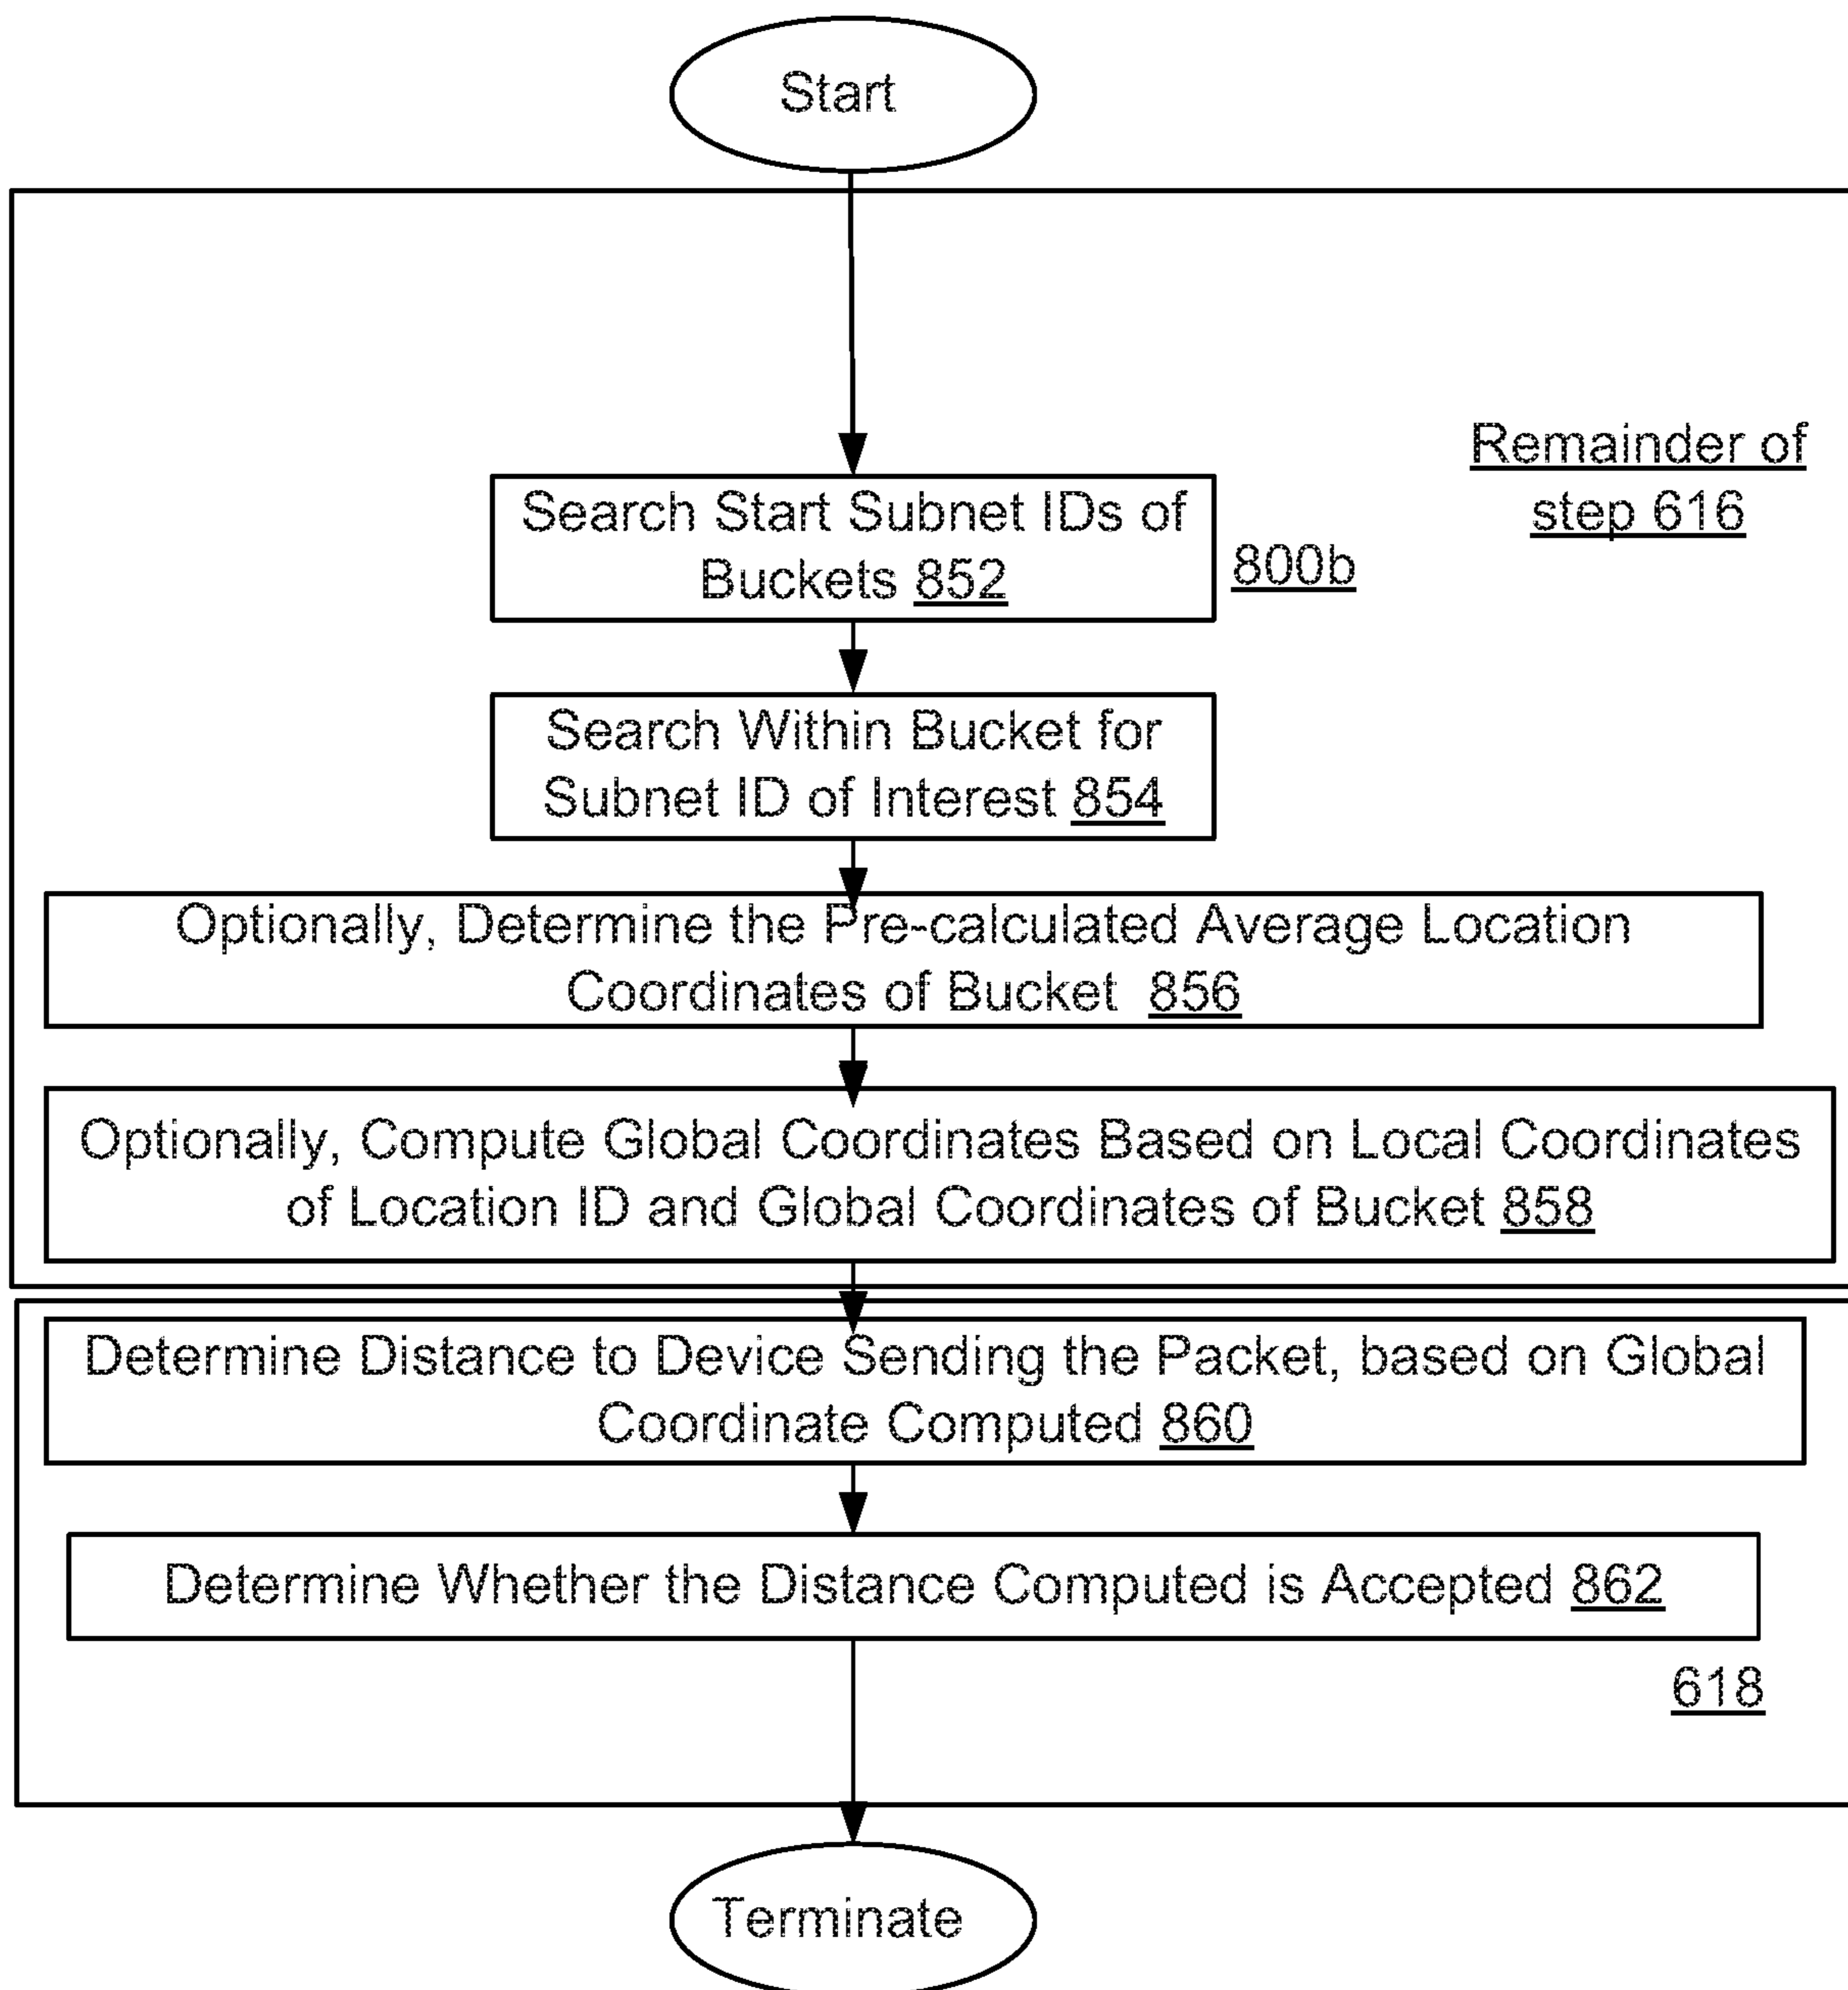 Start
Remainder of
step 616
Search Start Subnet IDs of
Buckets 852
800b
Search Within Bucket for
Subnet ID of Interest 854
Optionally, Determine the Pre-calculated Average Location
Coordinates of Bucket 856
Optionally, Compute Global Coordinates Based on Local Coordinates
of Location ID and Global Coordinates of Bucket 858
Determine Distance to Device Sending the Packet, based on Global
Coordinate Computed 860
Determine Whether the Distance Computed is Accepted 862
618
Terminate